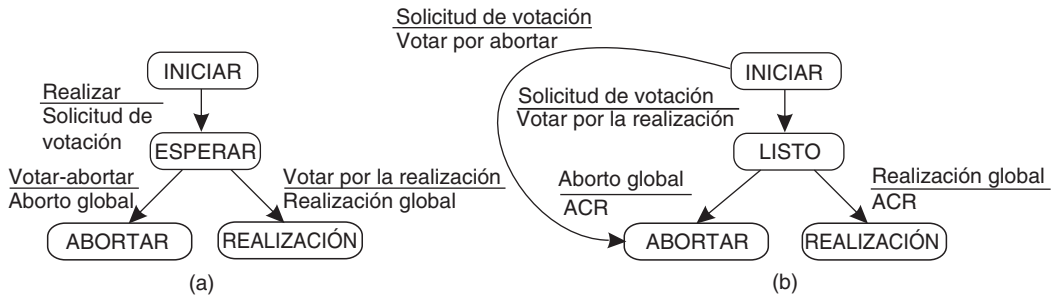 Solicitud de votación
Votar por abortar
INICIAR
Realizar
Solicitud de
votación
ESPERAR
Votar-abortar
Aborto global
Votar por la realización
Realización global
ABORTAR
REALIZACIÓN
(a)
INICIAR
Solicitud de votación
Votar por la realización
LISTO
Aborto global
ACR
Realización global
ACR
ABORTAR
REALIZACIÓN
(b)